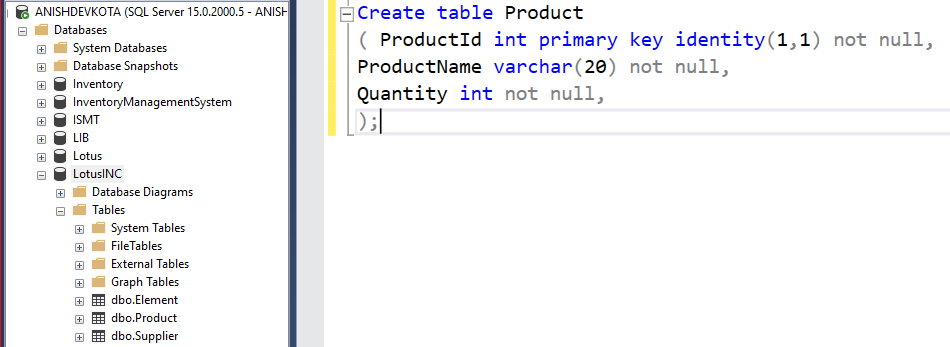 ANISHDEVKOTA (SQL Server 15.0.2000.5 - ANISH
Databases
System Databases
Database Snapshots
Inventory
InventoryManagementSystem
ISMT
LIB
Lotus
LotusINC
Database Diagrams
Tables
System Tables
FileTables
External Tables
Graph Tables
dbo.Element
dbo.Product
dbo.Supplier
Create table Product
( ProductId int primary key identity(1,1) not null,
ProductName varchar(20) not null,
Quantity int not null,
);